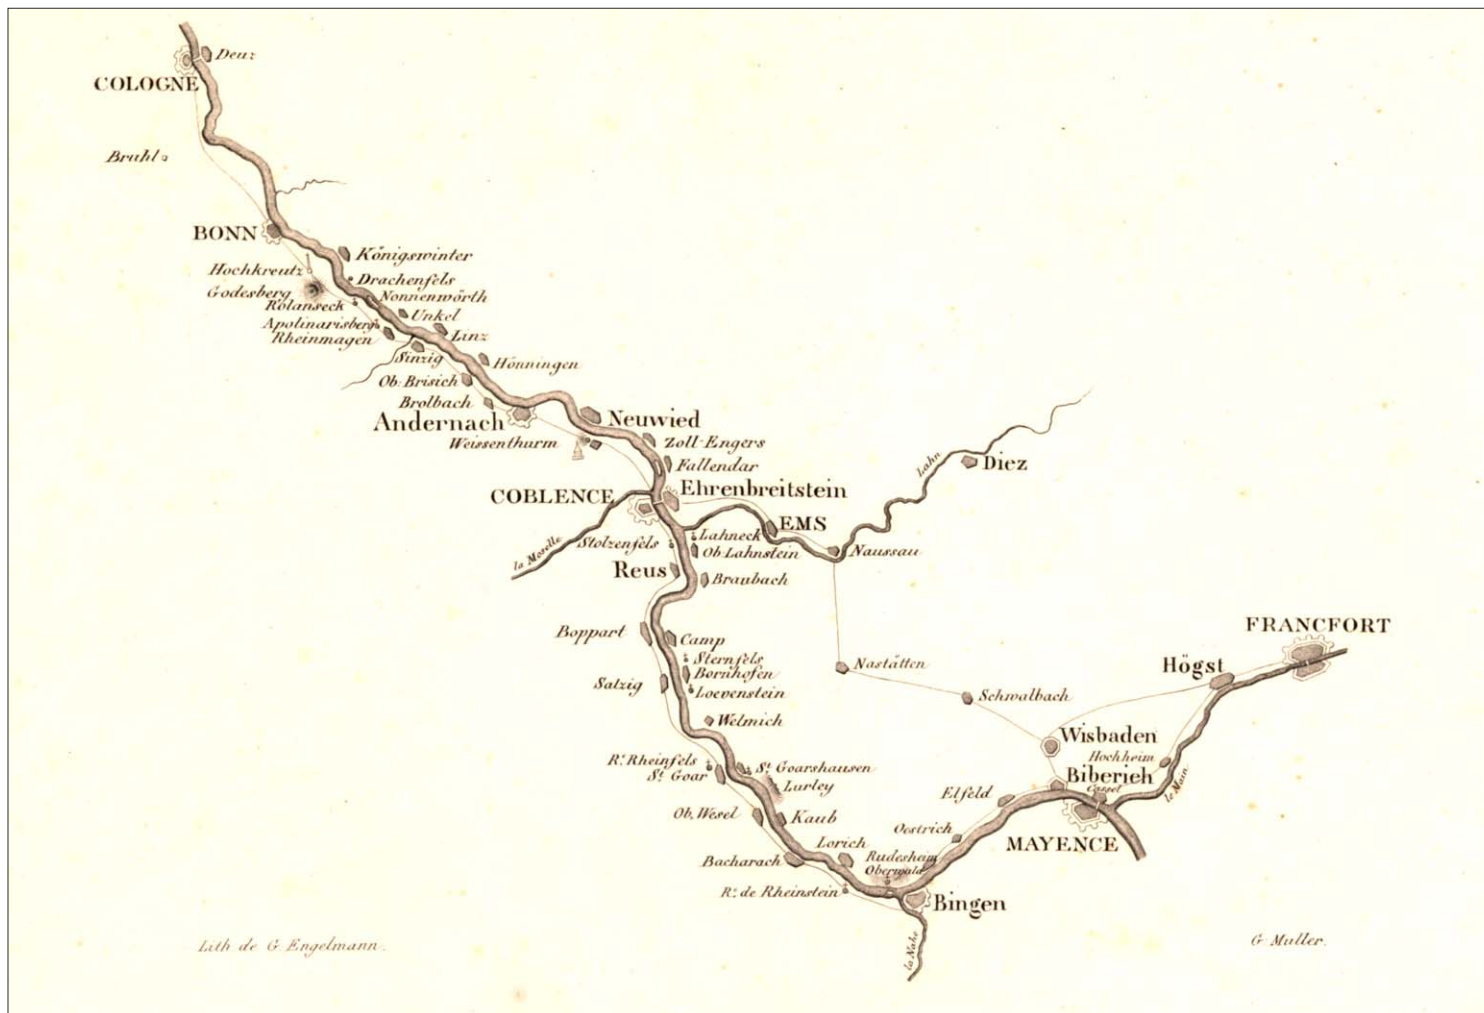 Deuz
COLOGNE
Bruhl
BONN
Königswinter
Hochkreutz
Drachenfels
Godesberg
Nonnenwörth
Rolanseck
Unkel
Apolinarisberg
Linz
Rheinmagen
Sinzig
Hönningen
Ob: Brisich
Brolbach
Andernach
Neuwied
Weissenthurm
Zoll-Engers
Fallendar
Lahn
Diez
COBLENCE
Ehrenbreitstein
EMS
Lahneck
Stolzenfels
Ob: Lahnstein
Naussau
la Moselle
Reus
Braubach
Boppart
Camp
FRANCFORT
Sternfels
Nastätten
Högst
Bornhofen
Salzig
Loevenstein
Schwalbach
Welmich
Wisbaden
Hochheim
Rs. Rheinfels
St. Goarshausen
St. Goar
Biberich
Lurley
Cassel
Elfeld
le Main
Ob. Wesel
Kaub
Oestrich
MAYENCE
Lorich
Rudesheim
Bacharach
Oberwald
Rs. de Rheinstein
Bingen
la Nahe
Lith de G. Engelmann.
G. Muller.